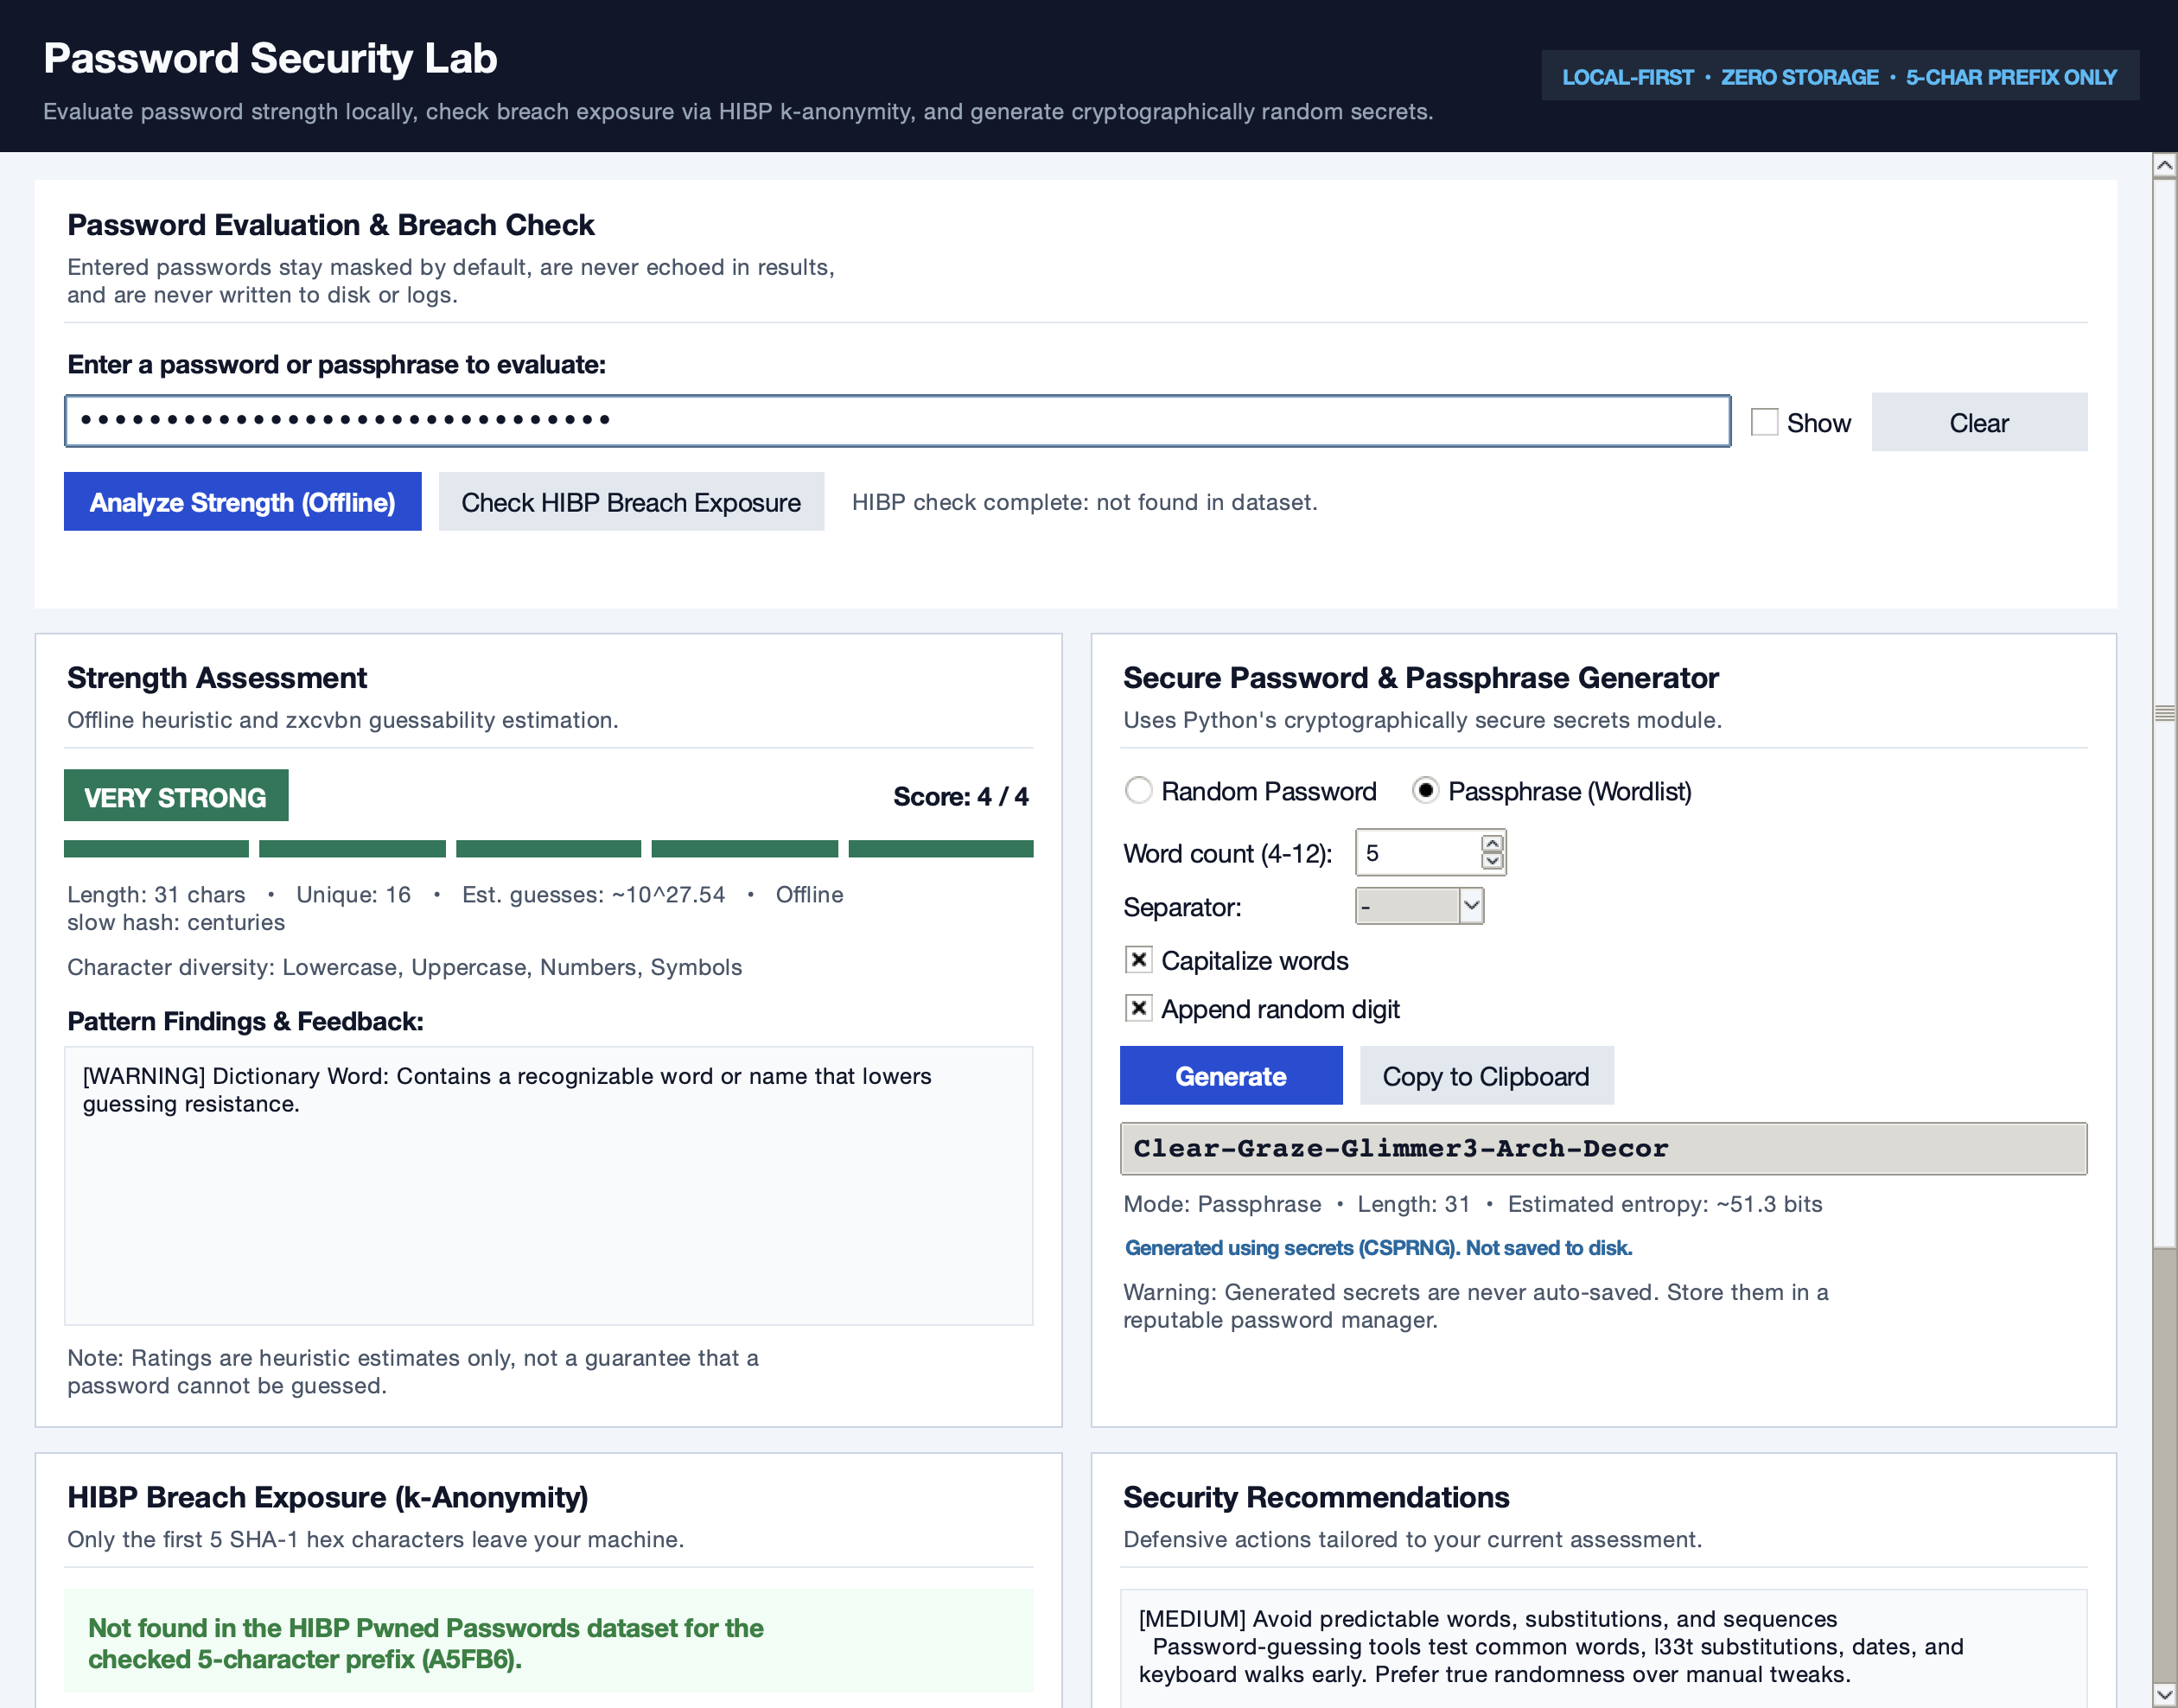 Password Security Lab
Evaluate password strength locally, check breach exposure via HIBP k-anonymity, and generate cryptographically random secrets.
LOCAL-FIRST • ZERO STORAGE • 5-CHAR PREFIX ONLY
Password Evaluation & Breach Check
Entered passwords stay masked by default, are never echoed in results,
and are never written to disk or logs.
Enter a password or passphrase to evaluate:
•••••••••••••••••••••••••••••••
Show
Clear
Analyze Strength (Offline)
Check HIBP Breach Exposure
HIBP check complete: not found in dataset.
Strength Assessment
Offline heuristic and zxcvbn guessability estimation.
VERY STRONG
Score: 4 / 4
Length: 31 chars • Unique: 16 • Est. guesses: ~10^27.54 • Offline
slow hash: centuries
Character diversity: Lowercase, Uppercase, Numbers, Symbols
Pattern Findings & Feedback:
[WARNING] Dictionary Word: Contains a recognizable word or name that lowers
guessing resistance.
Note: Ratings are heuristic estimates only, not a guarantee that a
password cannot be guessed.
Secure Password & Passphrase Generator
Uses Python's cryptographically secure secrets module.
Random Password
Passphrase (Wordlist)
Word count (4-12):
5
Separator:
-
Capitalize words
Append random digit
Generate
Copy to Clipboard
Clear-Graze-Glimmer3-Arch-Decor
Mode: Passphrase • Length: 31 • Estimated entropy: ~51.3 bits
Generated using secrets (CSPRNG). Not saved to disk.
Warning: Generated secrets are never auto-saved. Store them in a
reputable password manager.
HIBP Breach Exposure (k-Anonymity)
Only the first 5 SHA-1 hex characters leave your machine.
Not found in the HIBP Pwned Passwords dataset for the
checked 5-character prefix (A5FB6).
Security Recommendations
Defensive actions tailored to your current assessment.
[MEDIUM] Avoid predictable words, substitutions, and sequences
Password-guessing tools test common words, l33t substitutions, dates, and
keyboard walks early. Prefer true randomness over manual tweaks.